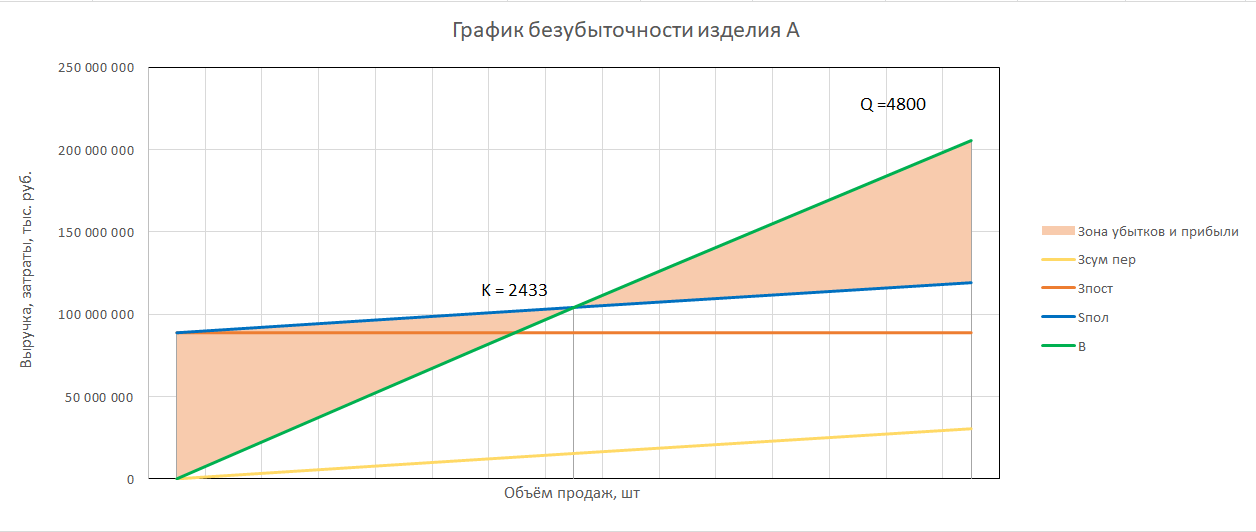 График безубыточности изделия А
250 000 000
200 000 000
150 000 000
100 000 000
50 000 000
0
Выручка, затраты, тыс. руб.
Q =4800
K = 2433
Объём продаж, шт
Зона убытков и прибыли
Зсум пер
Зпост
Sпол
В